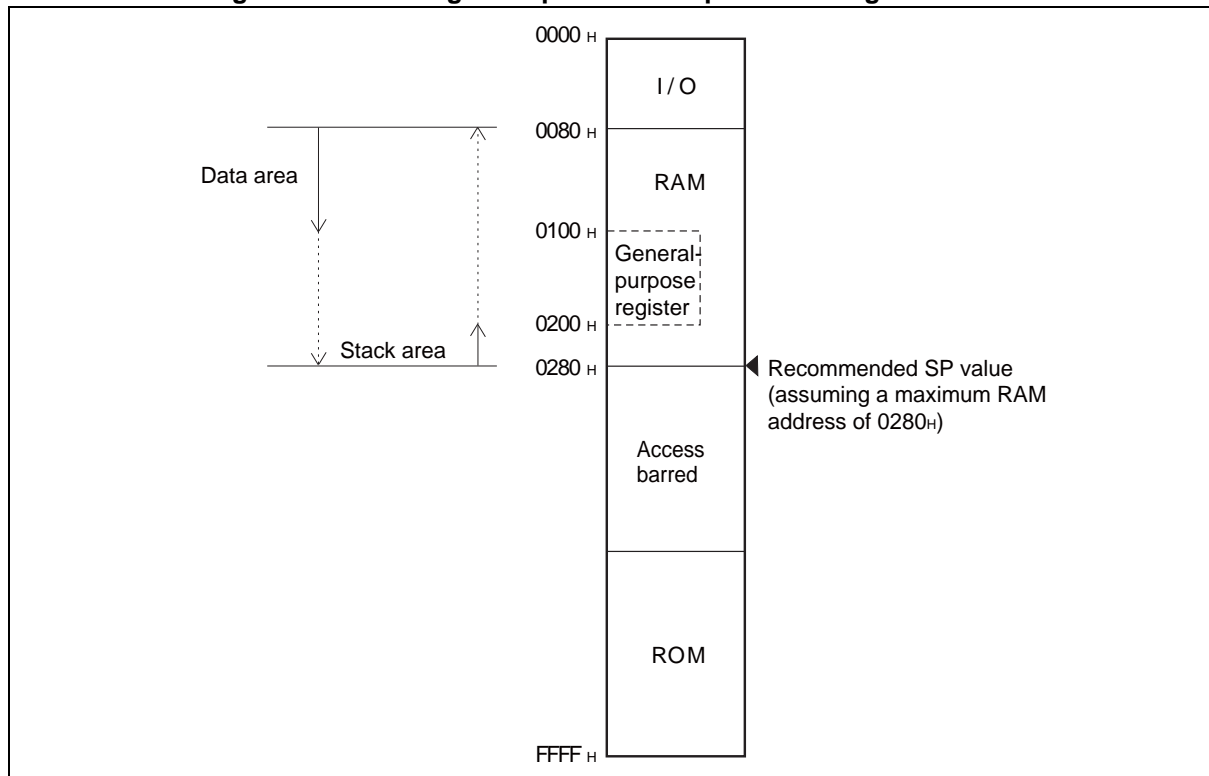 0000 H
I / O
0080 H
Data area
RAM
0100 H
General-
purpose
register
0200 H
Stack area
0280 H
Recommended SP value
(assuming a maximum RAM
address of 0280H)
Access
barred
ROM
FFFF H